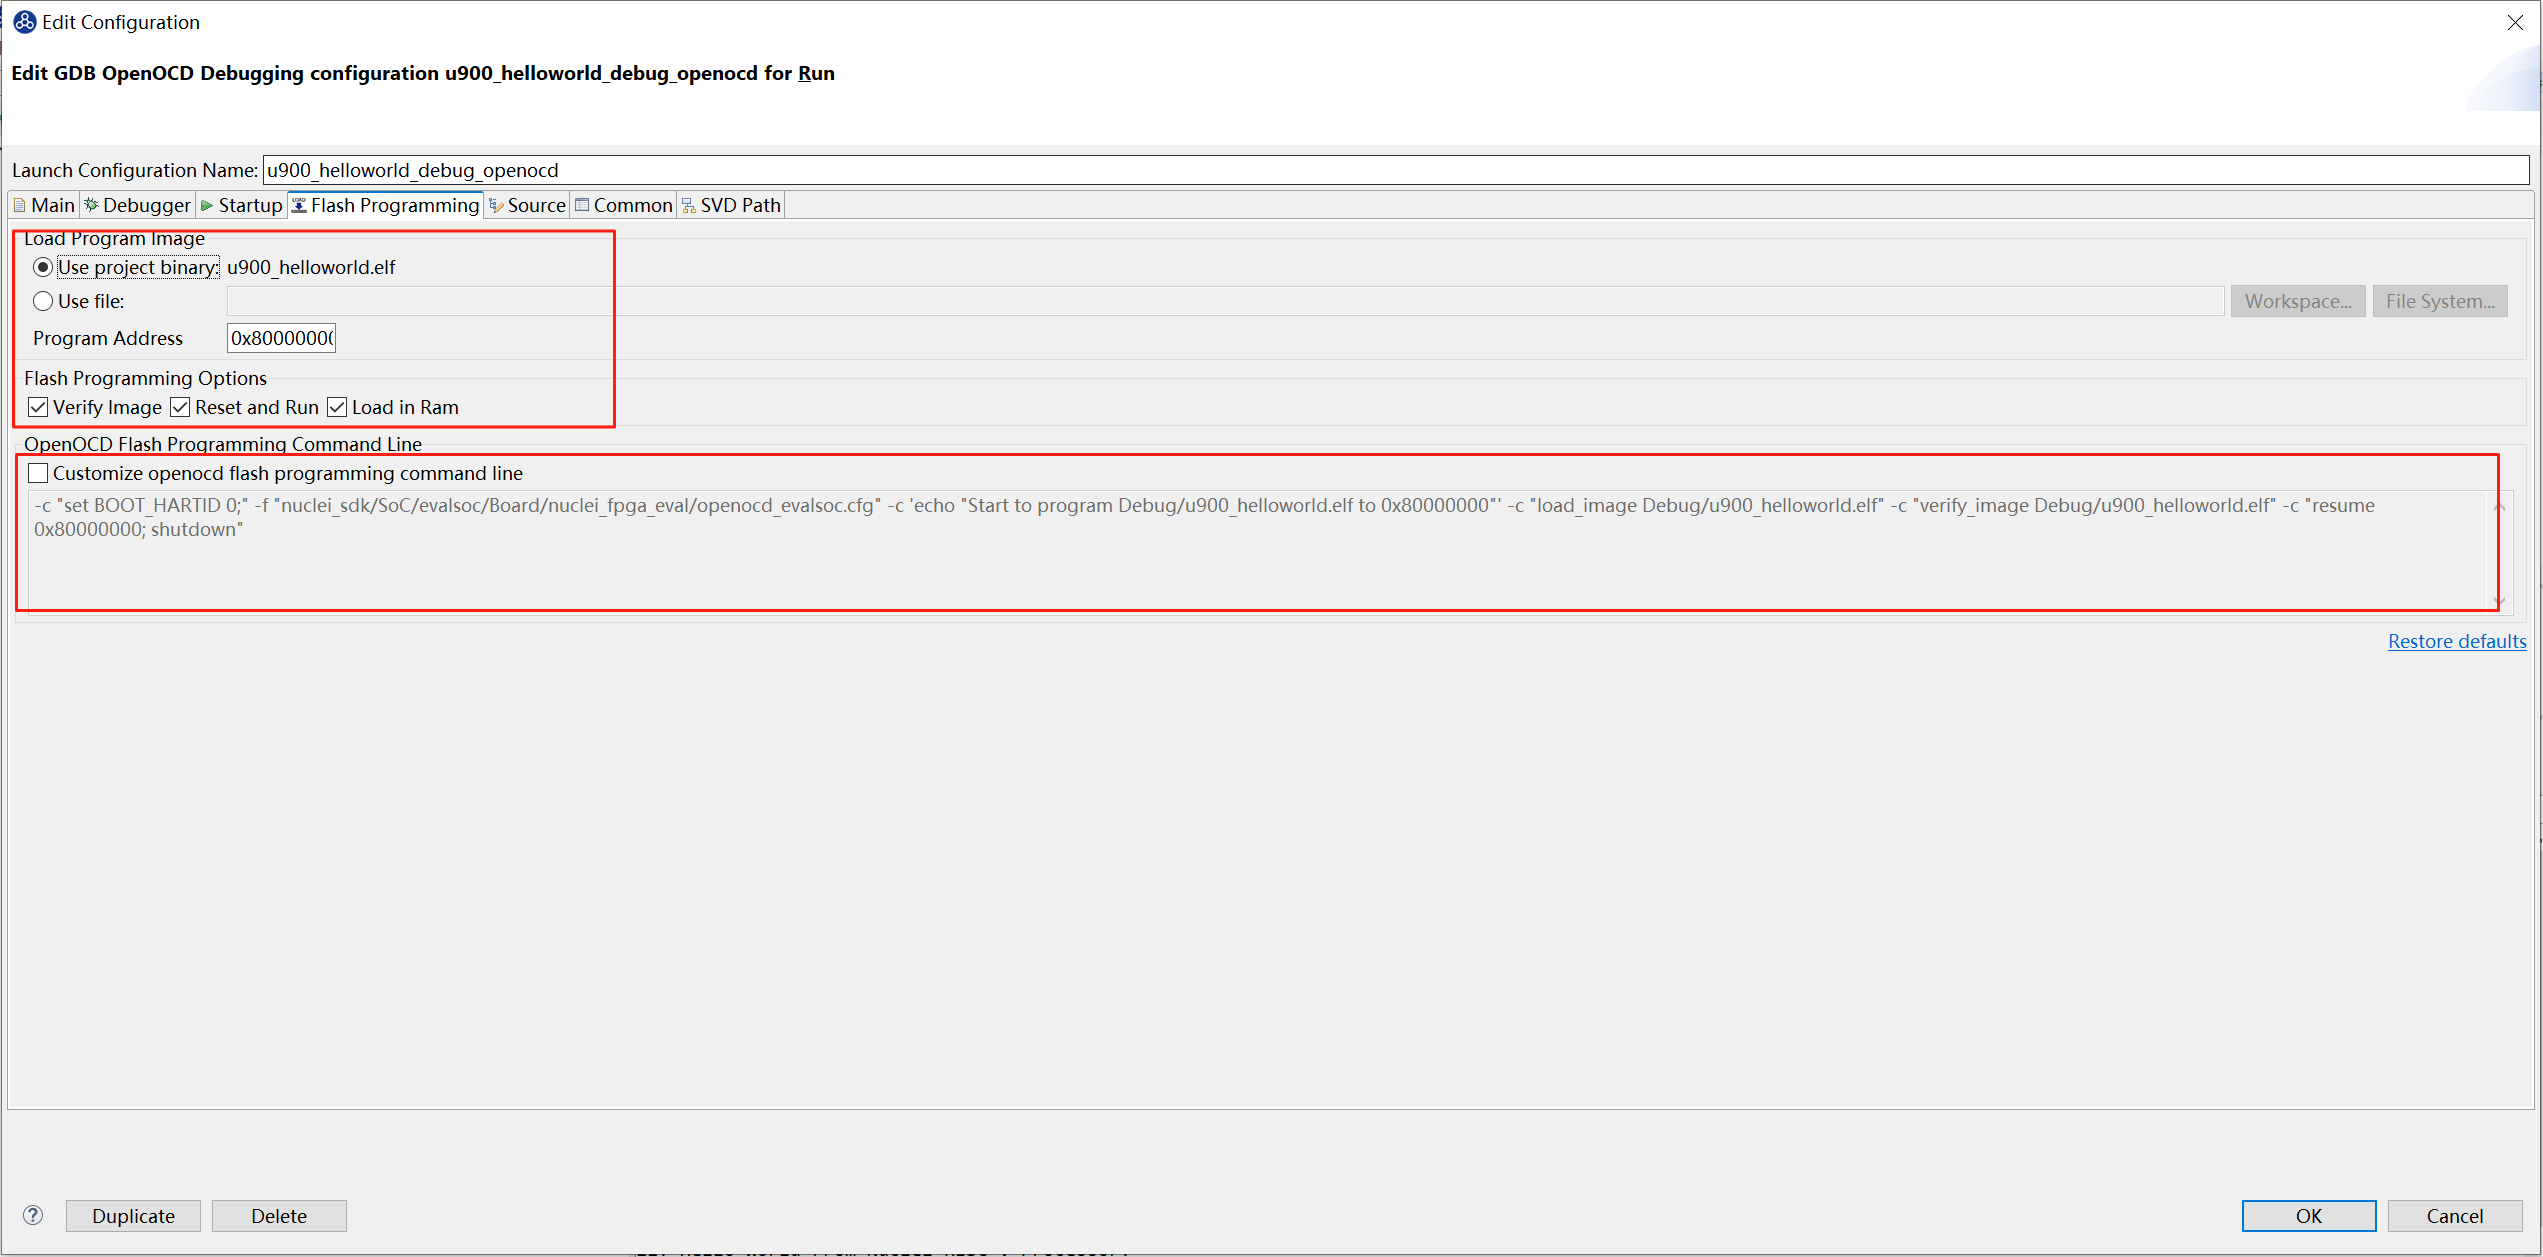 Edit Configuration
Edit GDB OpenOCD Debugging configuration u900_helloworld_debug_openocd for Run
Launch Configuration Name: u900_helloworld_debug_openocd
Main Debugger Startup Flash Programming Source Common SVD Path
Load Program Image
Use project binary: u900_helloworld.elf
Use file: Workspace... File System...
Program Address 0x80000000
Flash Programming Options
Verify Image Reset and Run Load in Ram
OpenOCD Flash Programming Command Line
Customize openocd flash programming command line
-c "set BOOT_HARTID 0;" -f "nuclei_sdk/SoC/evalsoc/Board/nuclei_fpga_eval/openocd_evalsoc.cfg" -c 'echo "Start to program Debug/u900_helloworld.elf to 0x80000000"' -c "load_image Debug/u900_helloworld.elf" -c "verify_image Debug/u900_helloworld.elf" -c "resume
0x80000000; shutdown"
Restore defaults
Duplicate Delete OK Cancel